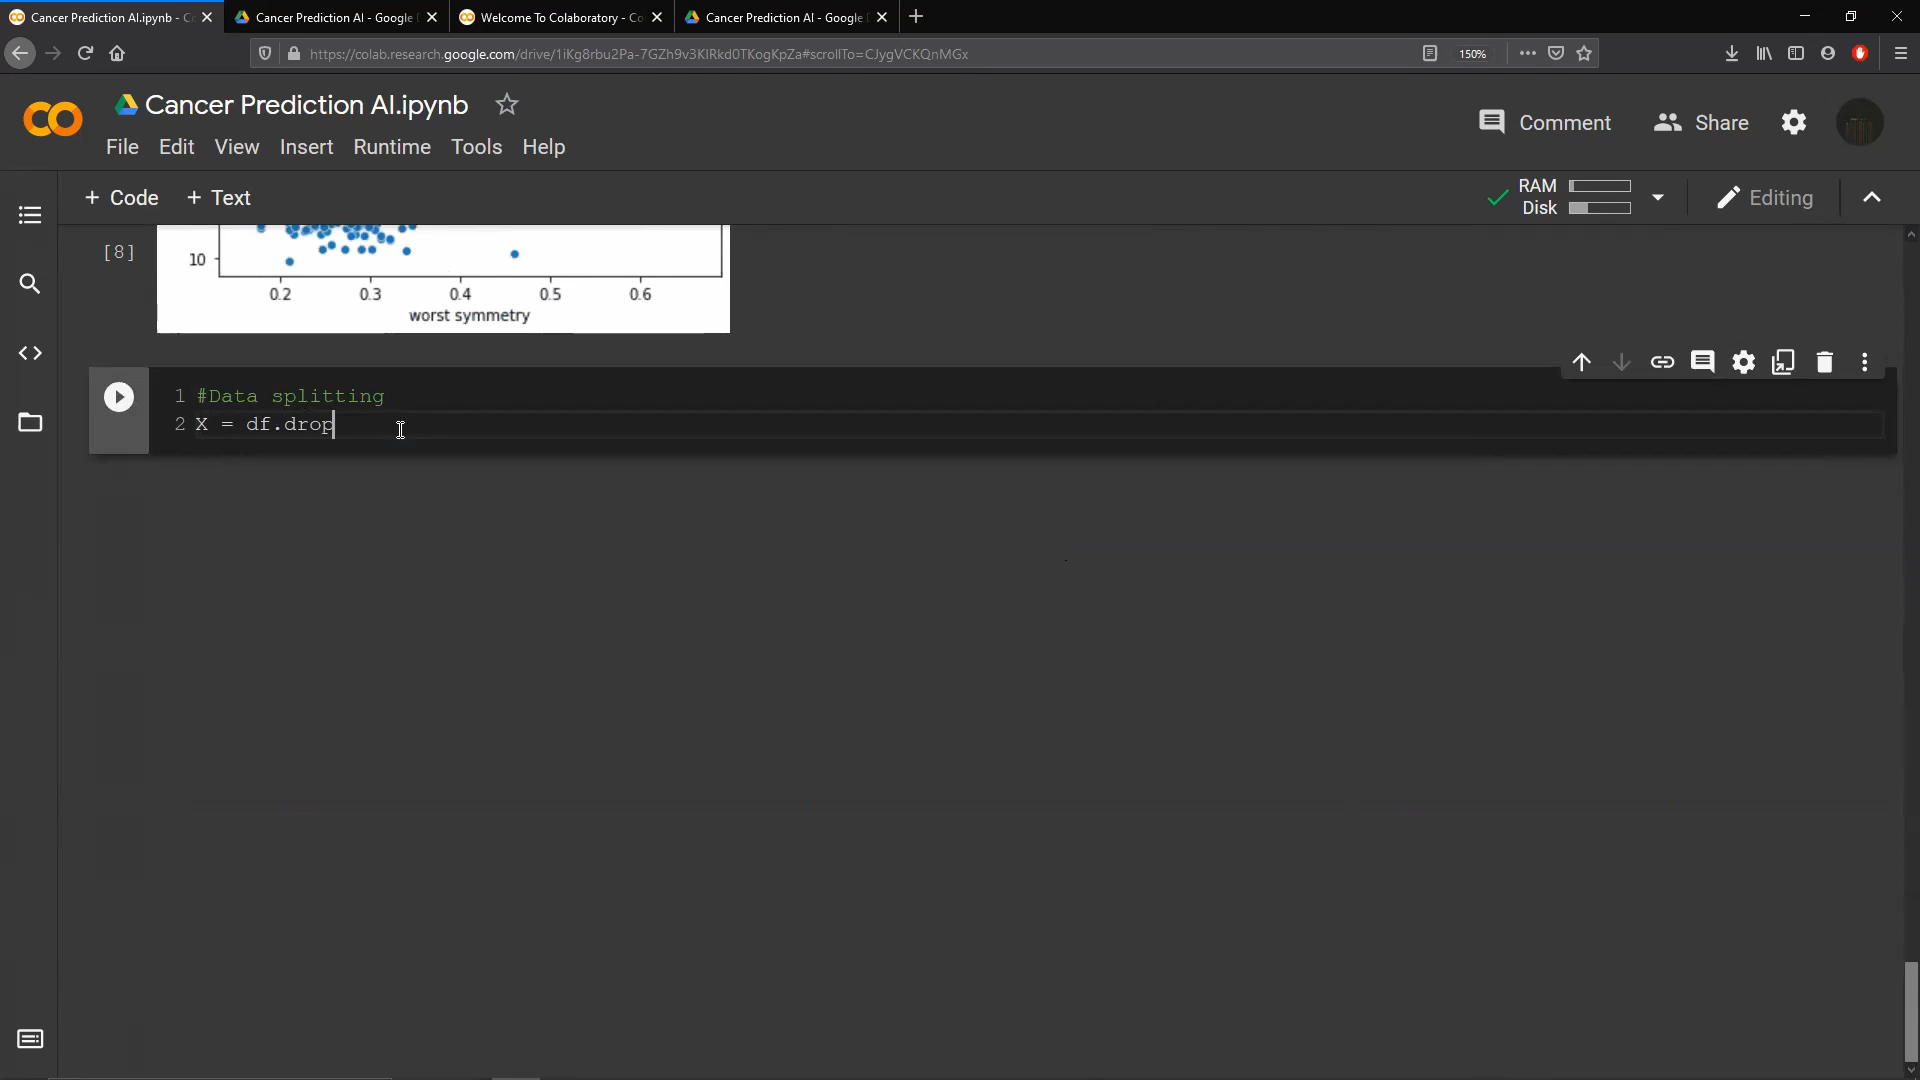 Cancer Prediction AI.ipynb - C
Cancer Prediction AI - Google
Welcome To Colaboratory - Co
Cancer Prediction AI - Google
https://colab.research.google.com/drive/1iKg8rbu2Pa-7GZh9v3KIRkd0TKogKpZa#scrollTo=CJygVCKQnMGx
150%
Cancer Prediction AI.ipynb
Comment
Share
File Edit View Insert Runtime Tools Help
+ Code + Text
RAM
Disk
Editing
[8]
10
0.2 0.3 0.4 0.5 0.6
worst symmetry
1 #Data splitting
2 X = df.drop